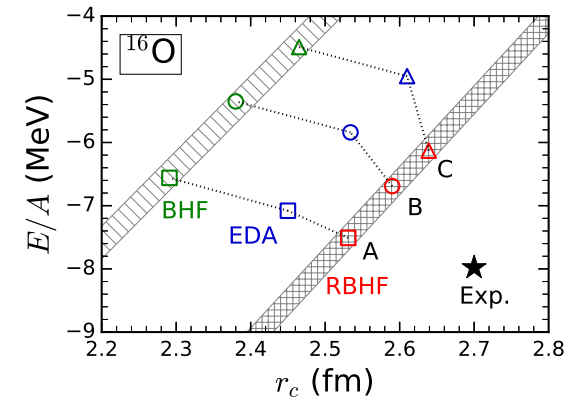 −4
−5
−6
−7
−8
−9
E/A (MeV)
¹⁶O
BHF
EDA
RBHF
A
B
C
Exp.
2.2 2.3 2.4 2.5 2.6 2.7 2.8
r_c (fm)